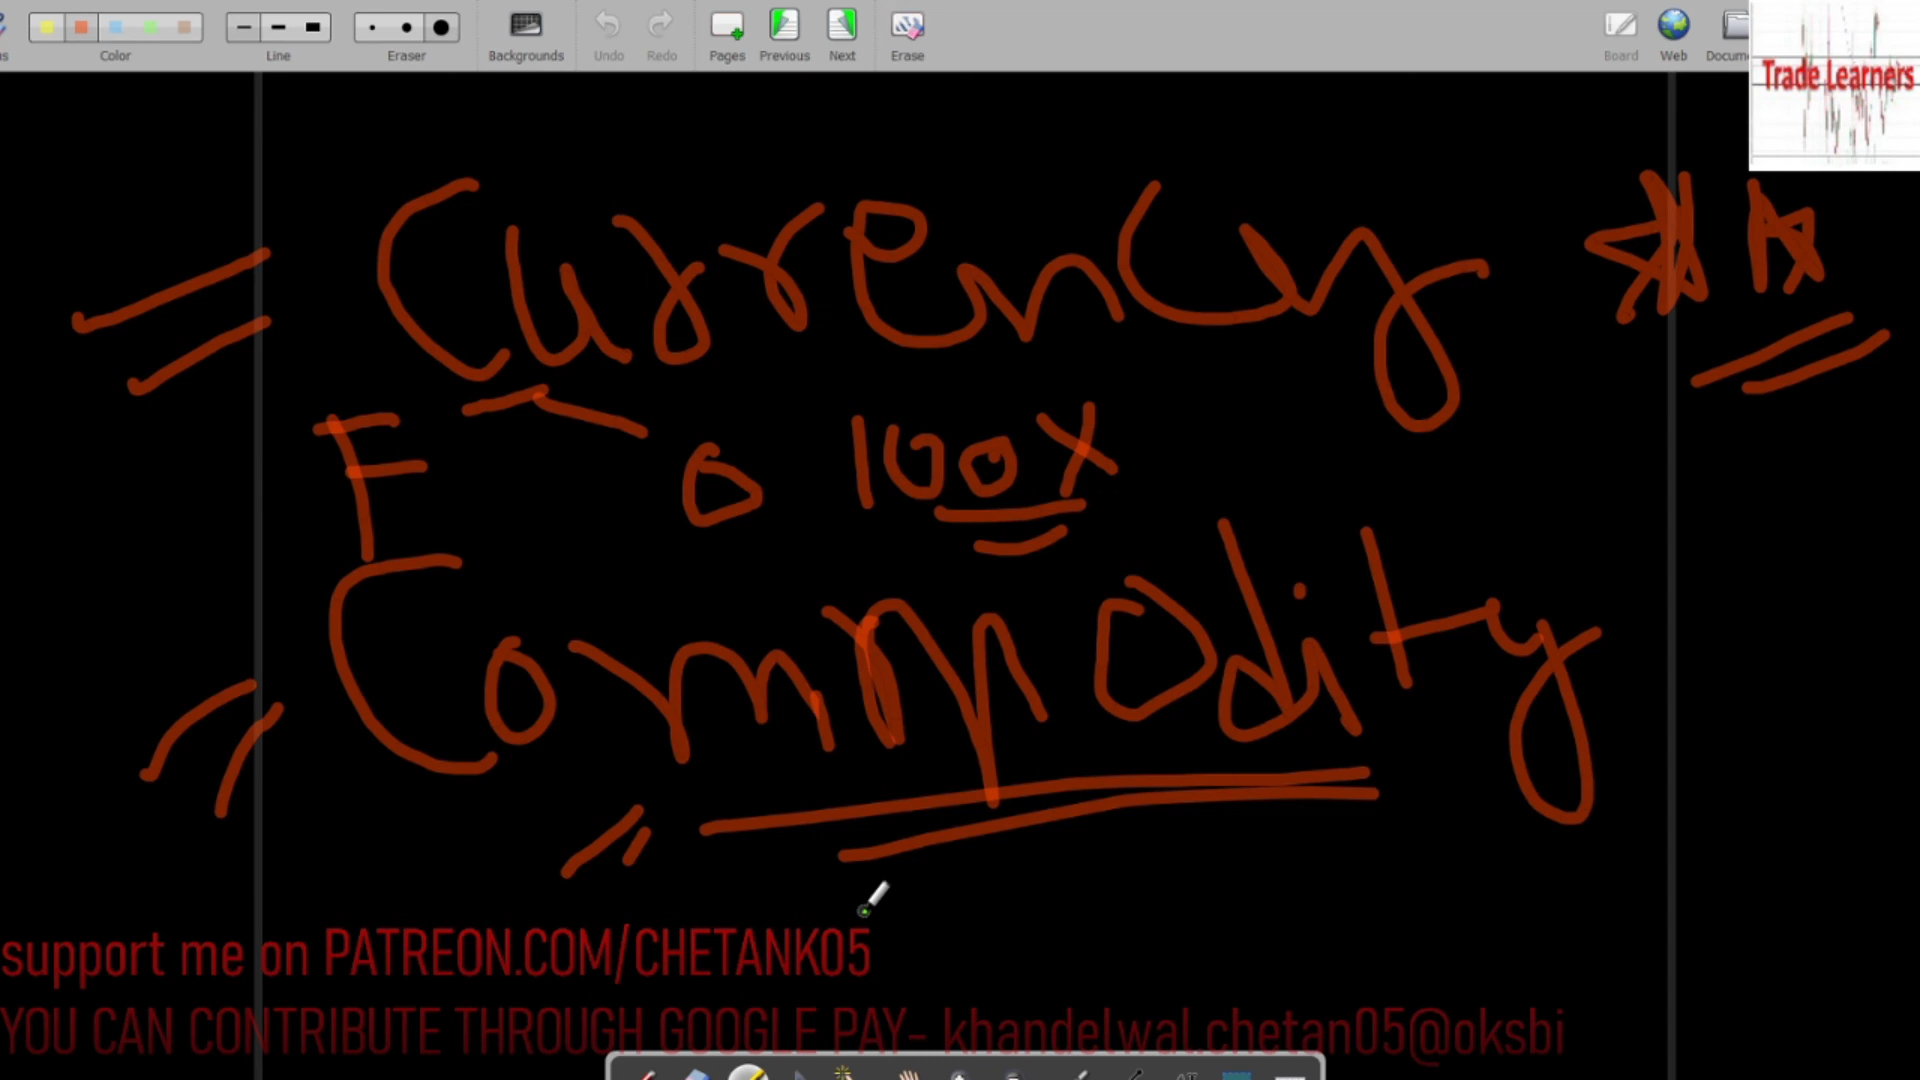 Color Line Eraser Backgrounds Undo Redo Pages Previous Next Erase Board Web Docum
Trade Learners
Currency
F O 100X
Commodity
support me on PATREON.COM/CHETANK05
YOU CAN CONTRIBUTE THROUGH GOOGLE PAY- khandelwal.chetan05@oksbi